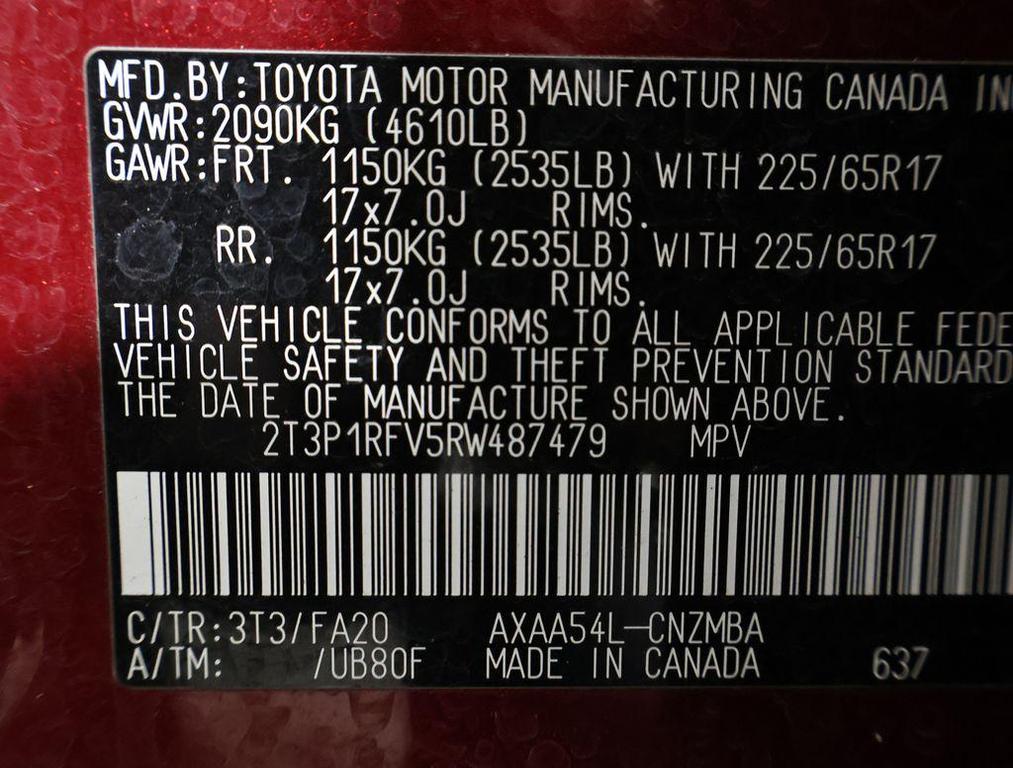 MFD.BY:TOYOTA MOTOR MANUFACTURING CANADA IN
GVWR:2090KG (4610LB)
GAWR:FRT. 1150KG (2535LB) WITH 225/65R17
17x7.0J RIMS.
RR. 1150KG (2535LB) WITH 225/65R17
17x7.0J RIMS.
THIS VEHICLE CONFORMS TO ALL APPLICABLE FEDE
VEHICLE SAFETY AND THEFT PREVENTION STANDARD
THE DATE OF MANUFACTURE SHOWN ABOVE.
2T3P1RFV5RW487479 MPV
C/TR:3T3/FA20 AXAA54L-CNZMBA
A/TM: /UB80F MADE IN CANADA 637